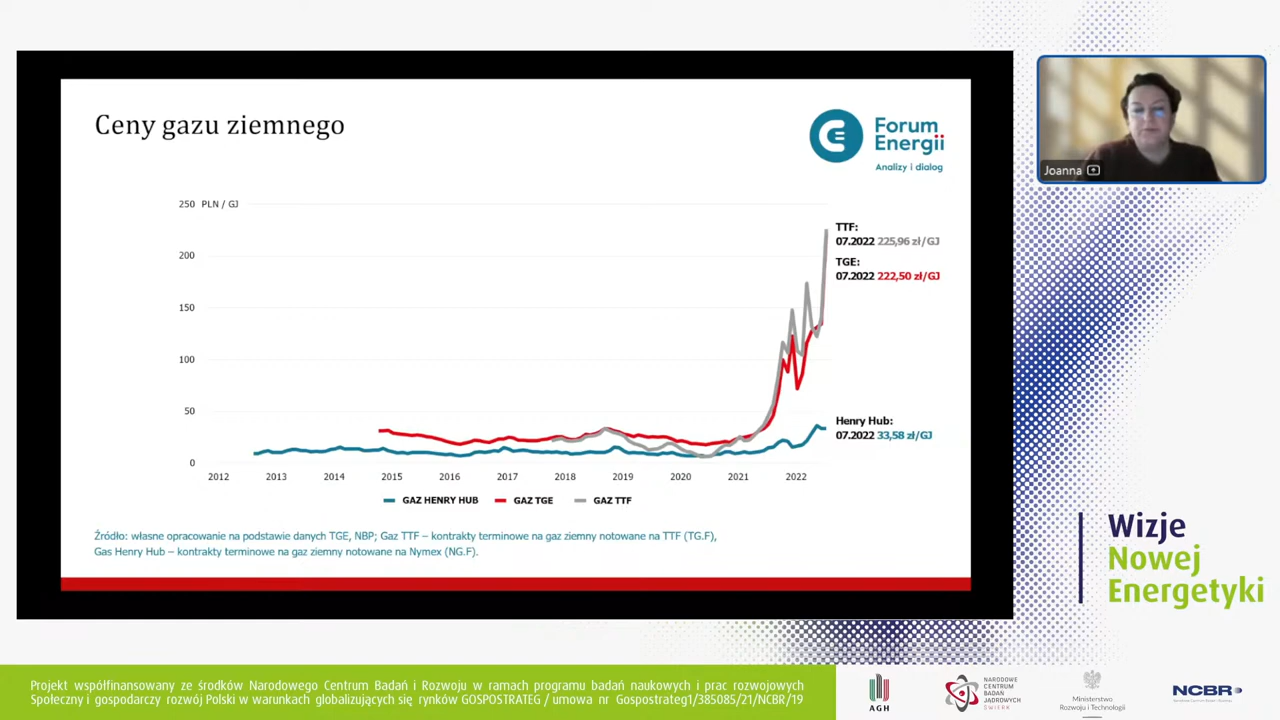 Ceny gazu ziemnego
Forum
Energii
Analizy i dialog
250 PLN / GJ
200
150
100
50
0
2012 2013 2014 2015 2016 2017 2018 2019 2020 2021 2022
TTF:
07.2022 225,96 zł/GJ
TGE:
07.2022 222,50 zł/GJ
Henry Hub:
07.2022 33,58 zł/GJ
GAZ HENRY HUB GAZ TGE GAZ TTF
Źródło: własne opracowanie na podstawie danych TGE, NBP; Gaz TTF – kontrakty terminowe na gaz ziemny notowane na TTF (TG.F),
Gas Henry Hub – kontrakty terminowe na gaz ziemny notowane na Nymex (NG.F).
Joanna
Wizje
Nowej
Energetyki
Projekt współfinansowany ze środków Narodowego Centrum Badań i Rozwoju w ramach programu badań naukowych i prac rozwojowych
Społeczny i gospodarczy rozwój Polski w warunkach globalizujących się rynków GOSPOSTRATEG / umowa nr Gospostrateg1/385085/21/NCBR/19
AGH
NARODOWE
CENTRUM
BADAŃ
JĄDROWYCH
ŚWIERK
Ministerstwo
Rozwoju i Technologii
NCBR